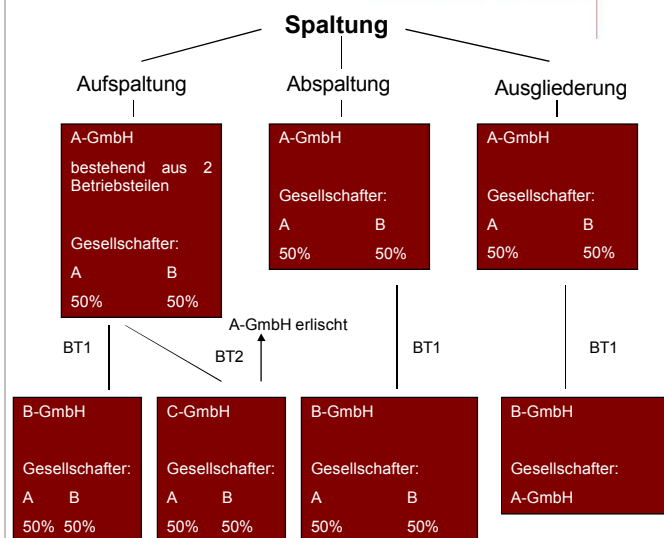 Spaltung
Aufspaltung
Abspaltung
Ausgliederung
A-GmbH
bestehend aus 2
Betriebsteilen
Gesellschafter:
A B
50% 50%
A-GmbH
Gesellschafter:
A B
50% 50%
A-GmbH
Gesellschafter:
A B
50% 50%
A-GmbH erlischt
BT1
BT2
BT1
BT1
B-GmbH
Gesellschafter:
A B
50% 50%
C-GmbH
Gesellschafter:
A B
50% 50%
B-GmbH
Gesellschafter:
A B
50% 50%
B-GmbH
Gesellschafter:
A-GmbH